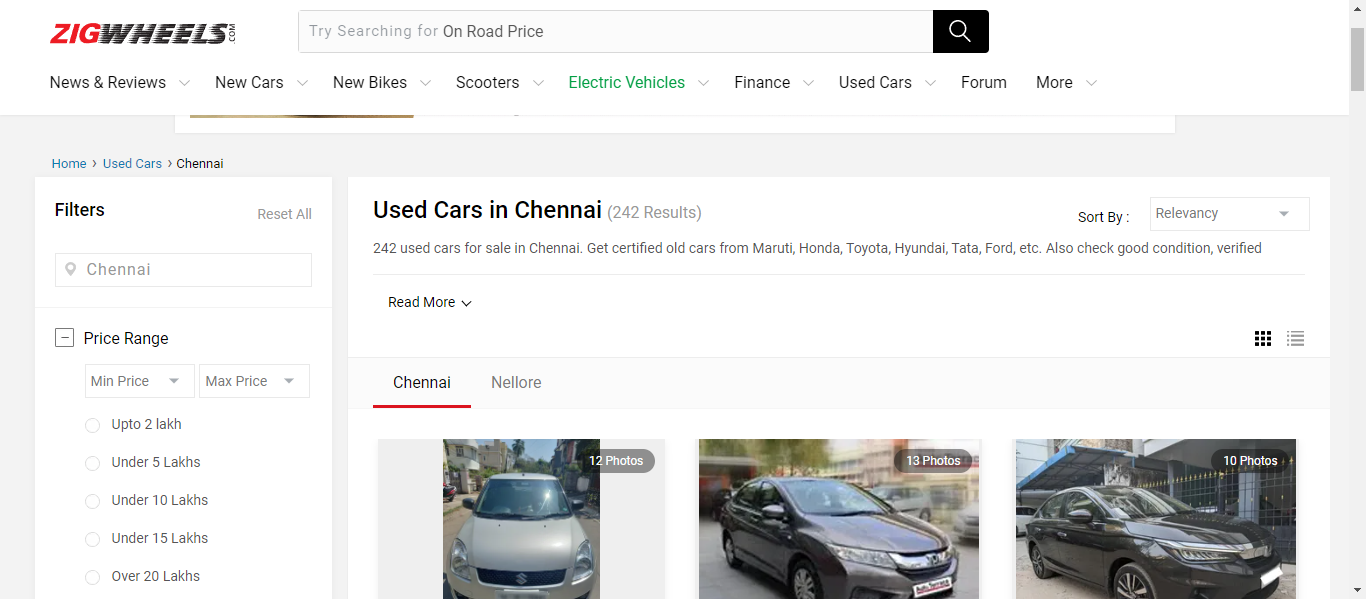 ZIGWHEELS.COM
Try Searching for On Road Price
News & Reviews New Cars New Bikes Scooters Electric Vehicles Finance Used Cars Forum More
Home › Used Cars › Chennai
Filters
Reset All
Chennai
Price Range
Min Price Max Price
Upto 2 lakh
Under 5 Lakhs
Under 10 Lakhs
Under 15 Lakhs
Over 20 Lakhs
Used Cars in Chennai (242 Results)
Sort By : Relevancy
242 used cars for sale in Chennai. Get certified old cars from Maruti, Honda, Toyota, Hyundai, Tata, Ford, etc. Also check good condition, verified
Read More
Chennai Nellore
12 Photos
13 Photos
10 Photos